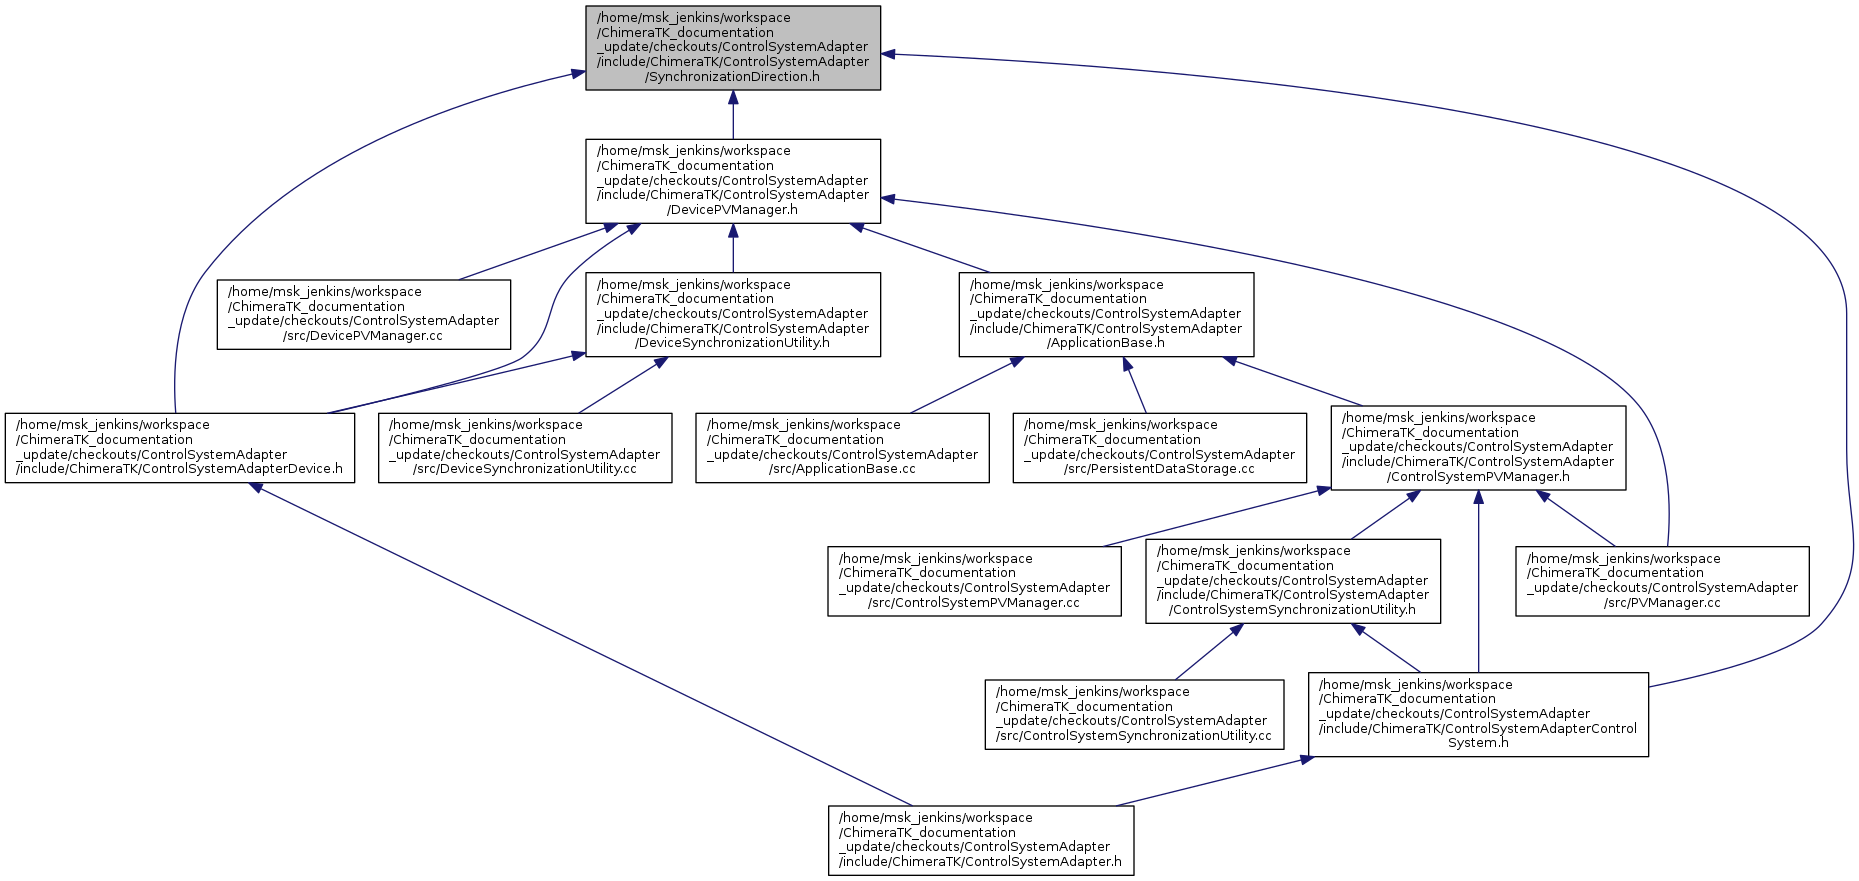 /home/msk_jenkins/workspace
/ChimeraTK_documentation
_update/checkouts/ControlSystemAdapter
/include/ChimeraTK/ControlSystemAdapter
/SynchronizationDirection.h
/home/msk_jenkins/workspace
/ChimeraTK_documentation
_update/checkouts/ControlSystemAdapter
/include/ChimeraTK/ControlSystemAdapter
/DevicePVManager.h
/home/msk_jenkins/workspace
/ChimeraTK_documentation
_update/checkouts/ControlSystemAdapter
/src/DevicePVManager.cc
/home/msk_jenkins/workspace
/ChimeraTK_documentation
_update/checkouts/ControlSystemAdapter
/include/ChimeraTK/ControlSystemAdapter
/DeviceSynchronizationUtility.h
/home/msk_jenkins/workspace
/ChimeraTK_documentation
_update/checkouts/ControlSystemAdapter
/include/ChimeraTK/ControlSystemAdapter
/ApplicationBase.h
/home/msk_jenkins/workspace
/ChimeraTK_documentation
_update/checkouts/ControlSystemAdapter
/include/ChimeraTK/ControlSystemAdapterDevice.h
/home/msk_jenkins/workspace
/ChimeraTK_documentation
_update/checkouts/ControlSystemAdapter
/src/DeviceSynchronizationUtility.cc
/home/msk_jenkins/workspace
/ChimeraTK_documentation
_update/checkouts/ControlSystemAdapter
/src/ApplicationBase.cc
/home/msk_jenkins/workspace
/ChimeraTK_documentation
_update/checkouts/ControlSystemAdapter
/src/PersistentDataStorage.cc
/home/msk_jenkins/workspace
/ChimeraTK_documentation
_update/checkouts/ControlSystemAdapter
/include/ChimeraTK/ControlSystemAdapter
/ControlSystemPVManager.h
/home/msk_jenkins/workspace
/ChimeraTK_documentation
_update/checkouts/ControlSystemAdapter
/src/ControlSystemPVManager.cc
/home/msk_jenkins/workspace
/ChimeraTK_documentation
_update/checkouts/ControlSystemAdapter
/include/ChimeraTK/ControlSystemAdapter
/ControlSystemSynchronizationUtility.h
/home/msk_jenkins/workspace
/ChimeraTK_documentation
_update/checkouts/ControlSystemAdapter
/src/PVManager.cc
/home/msk_jenkins/workspace
/ChimeraTK_documentation
_update/checkouts/ControlSystemAdapter
/src/ControlSystemSynchronizationUtility.cc
/home/msk_jenkins/workspace
/ChimeraTK_documentation
_update/checkouts/ControlSystemAdapter
/include/ChimeraTK/ControlSystemAdapterControl
System.h
/home/msk_jenkins/workspace
/ChimeraTK_documentation
_update/checkouts/ControlSystemAdapter
/include/ChimeraTK/ControlSystemAdapter.h